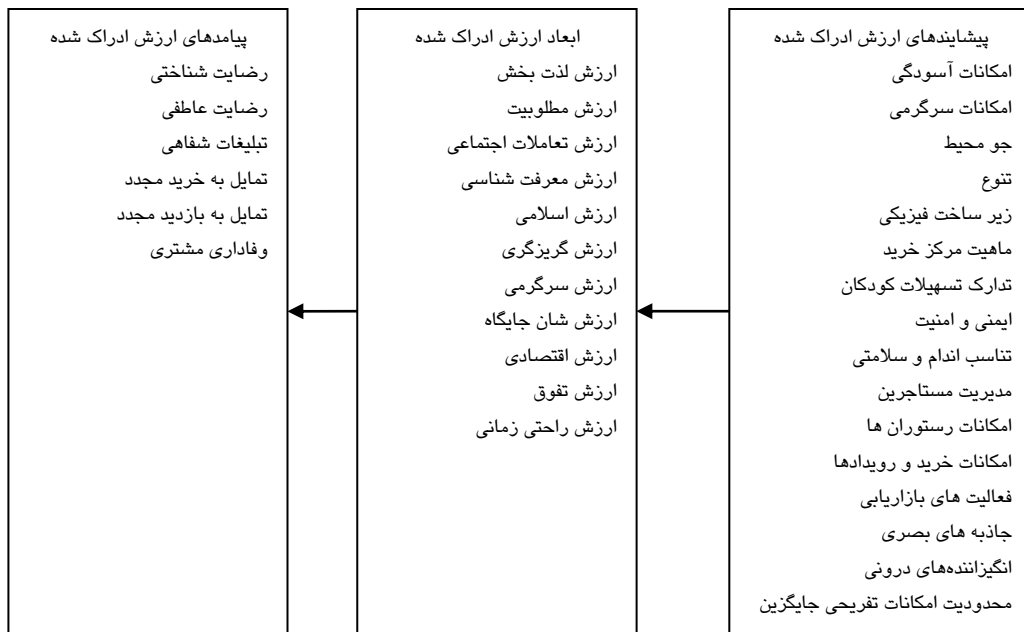 پیشایندهای ارزش ادراک شده
امکانات آسودگی
امکانات سرگرمی
جو محیط
تنوع
زیر ساخت فیزیکی
ماهیت مرکز خرید
تدارک تسهیلات کودکان
ایمنی و امنیت
تناسب اندام و سلامتی
مدیریت مستاجرین
امکانات رستوران ها
امکانات خرید و رویدادها
فعالیت های بازاریابی
جاذبه های بصری
انگیزاننده‌های درونی
محدودیت امکانات تفریحی جایگزین
ابعاد ارزش ادراک شده
ارزش لذت بخش
ارزش مطلوبیت
ارزش تعاملات اجتماعی
ارزش معرفت شناسی
ارزش اسلامی
ارزش گریزگری
ارزش سرگرمی
ارزش شان جایگاه
ارزش اقتصادی
ارزش تفوق
ارزش راحتی زمانی
پیامدهای ارزش ادراک شده
رضایت شناختی
رضایت عاطفی
تبلیغات شفاهی
تمایل به خرید مجدد
تمایل به بازدید مجدد
وفاداری مشتری